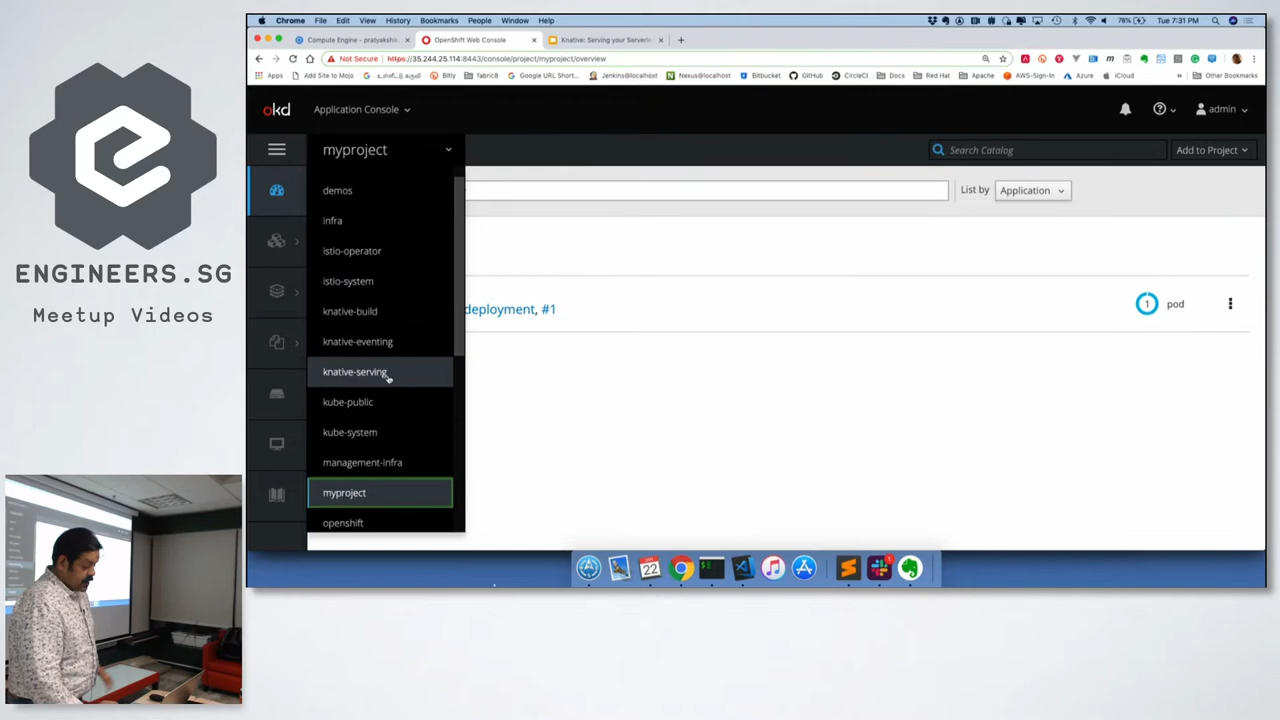 ENGINEERS.SG
Meetup Videos
Chrome File Edit View History Bookmarks People Window Help
78% Tue 7:31 PM
Compute Engine - pratyakshi
OpenShift Web Console
Knative: Serving your Serverle
Not Secure https://35.244.25.114:8443/console/project/myproject/overview
Apps Add Site to Mojo Bitly fabric8 Google URL Short... Jenkins@localhost Nexus@localhost Bitbucket GitHub CircleCI Docs Red Hat Apache AWS-Sign-In Azure iCloud Other Bookmarks
okd Application Console admin
myproject
Search Catalog
Add to Project
List by Application
demos
infra
istio-operator
istio-system
knative-build
knative-eventing
knative-serving
kube-public
kube-system
management-infra
myproject
openshift
deployment, #1
1 pod
22
1